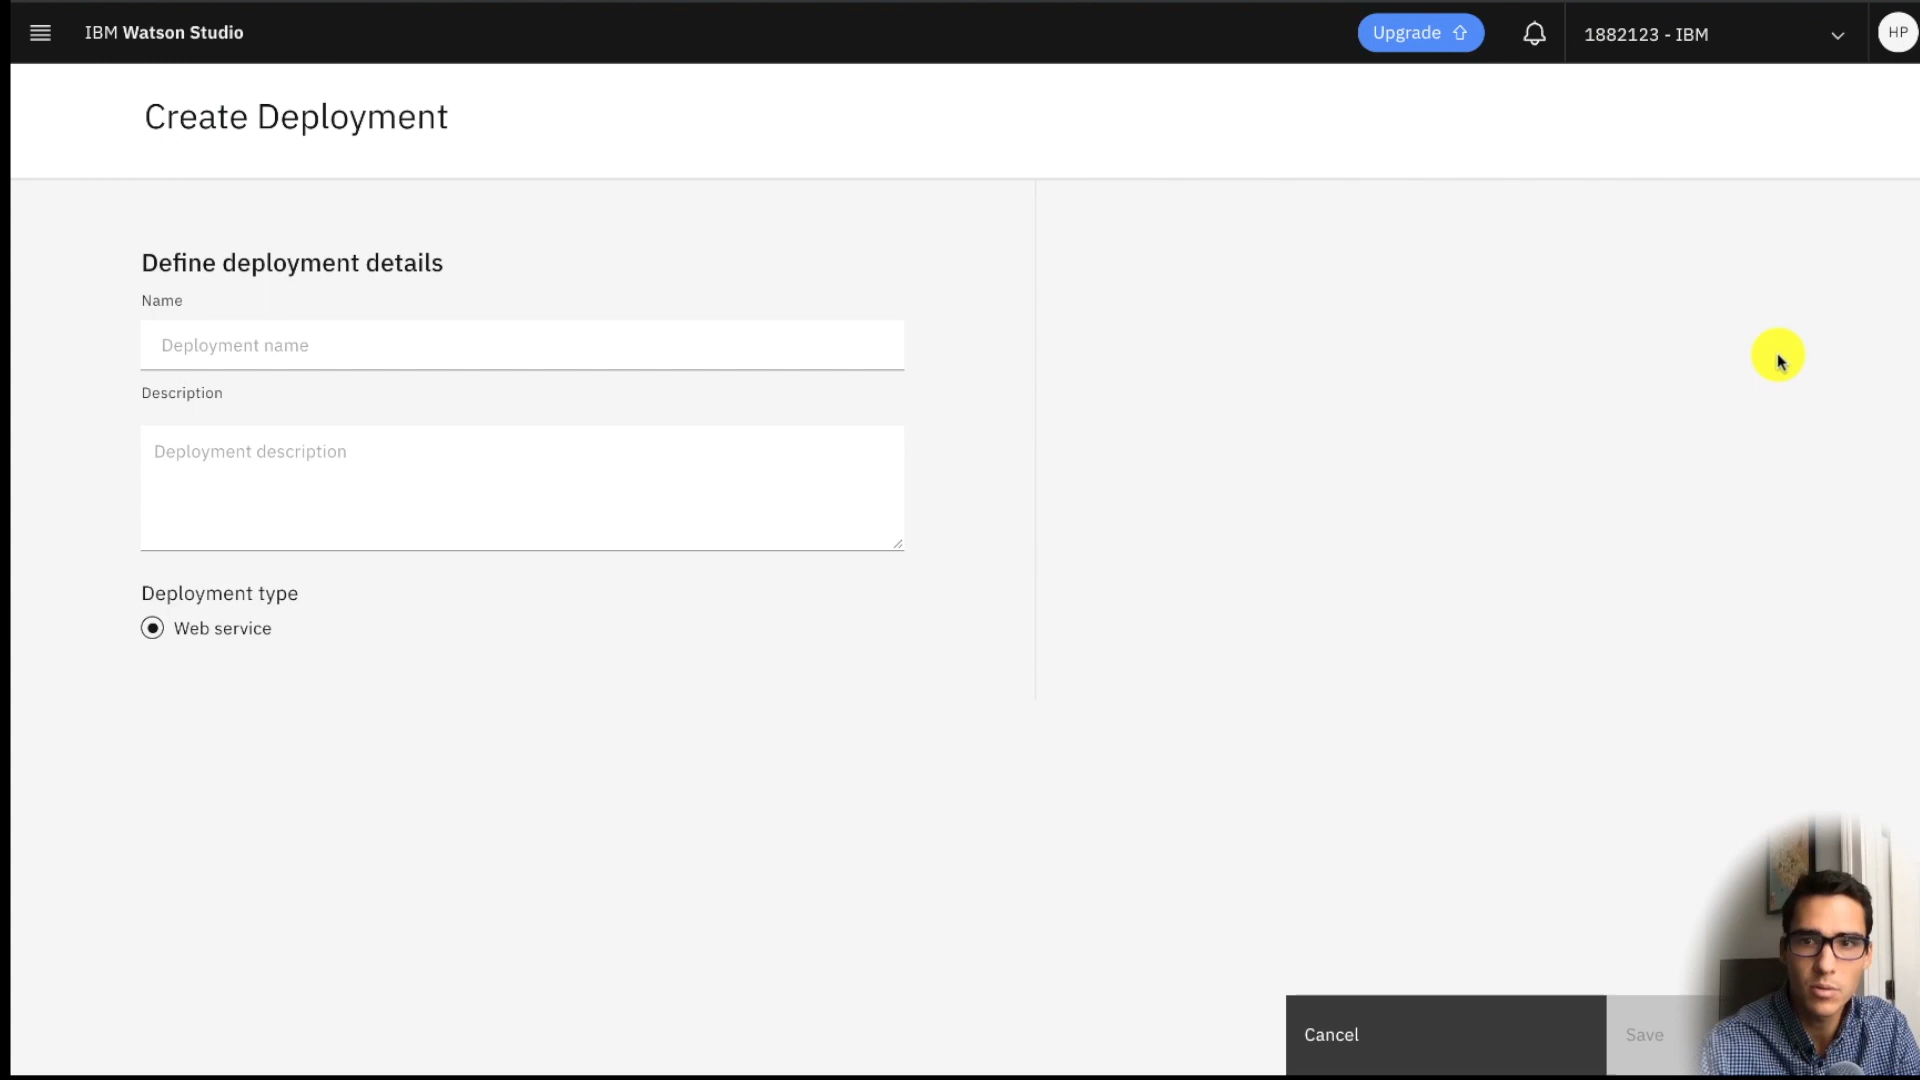 IBM Watson Studio
Upgrade
1882123 - IBM
HP
Create Deployment
Define deployment details
Name
Deployment name
Description
Deployment description
Deployment type
Web service
Cancel
Save